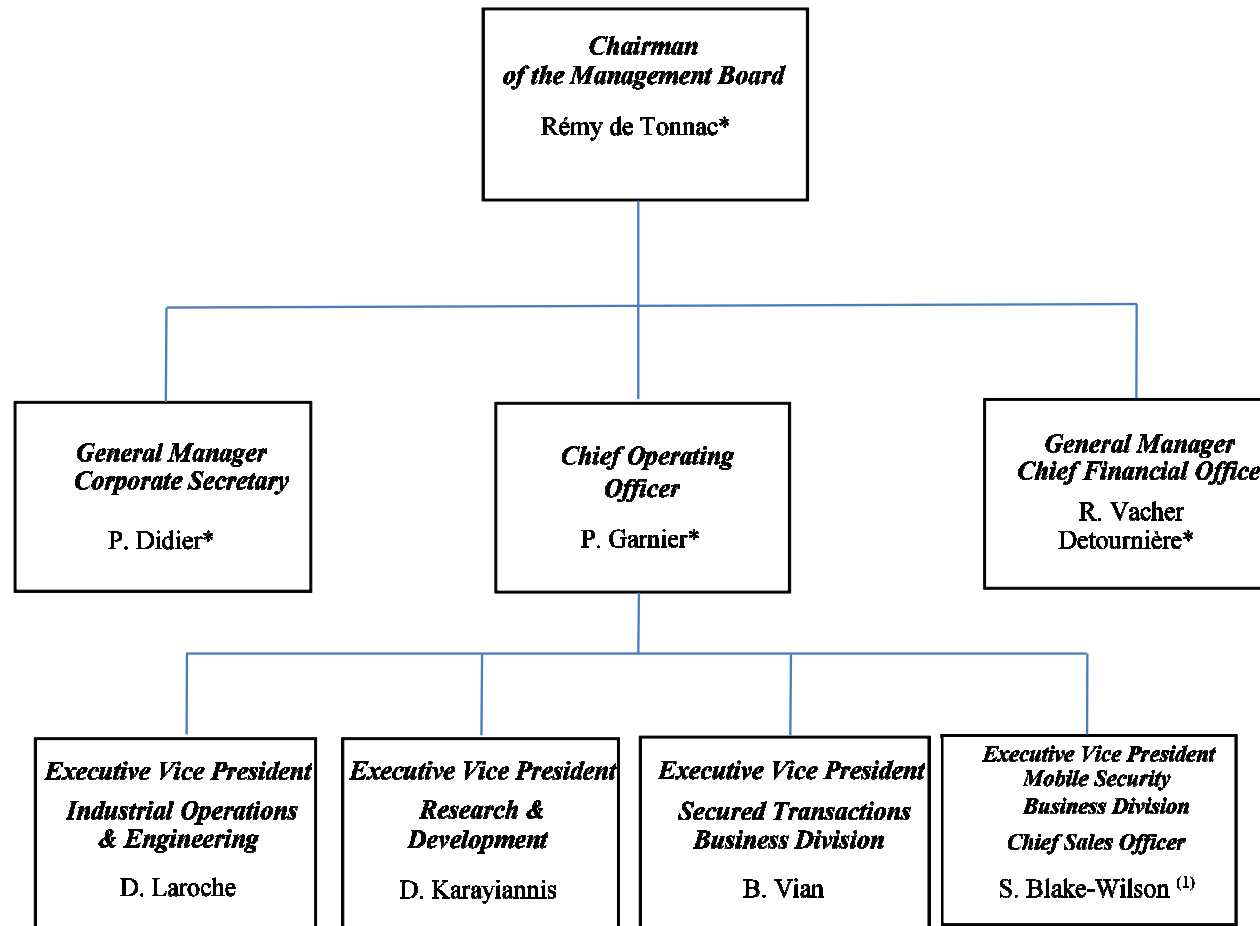 Chairman
of the Management Board
Rémy de Tonnac*
General Manager
Corporate Secretary
P. Didier*
Chief Operating
Officer
P. Garnier*
General Manager
Chief Financial Office
R. Vacher
Detournière*
Executive Vice President
Industrial Operations
& Engineering
D. Laroche
Executive Vice President
Research &
Development
D. Karayiannis
Executive Vice President
Secured Transactions
Business Division
B. Vian
Executive Vice President
Mobile Security
Business Division
Chief Sales Officer
S. Blake-Wilson (1)